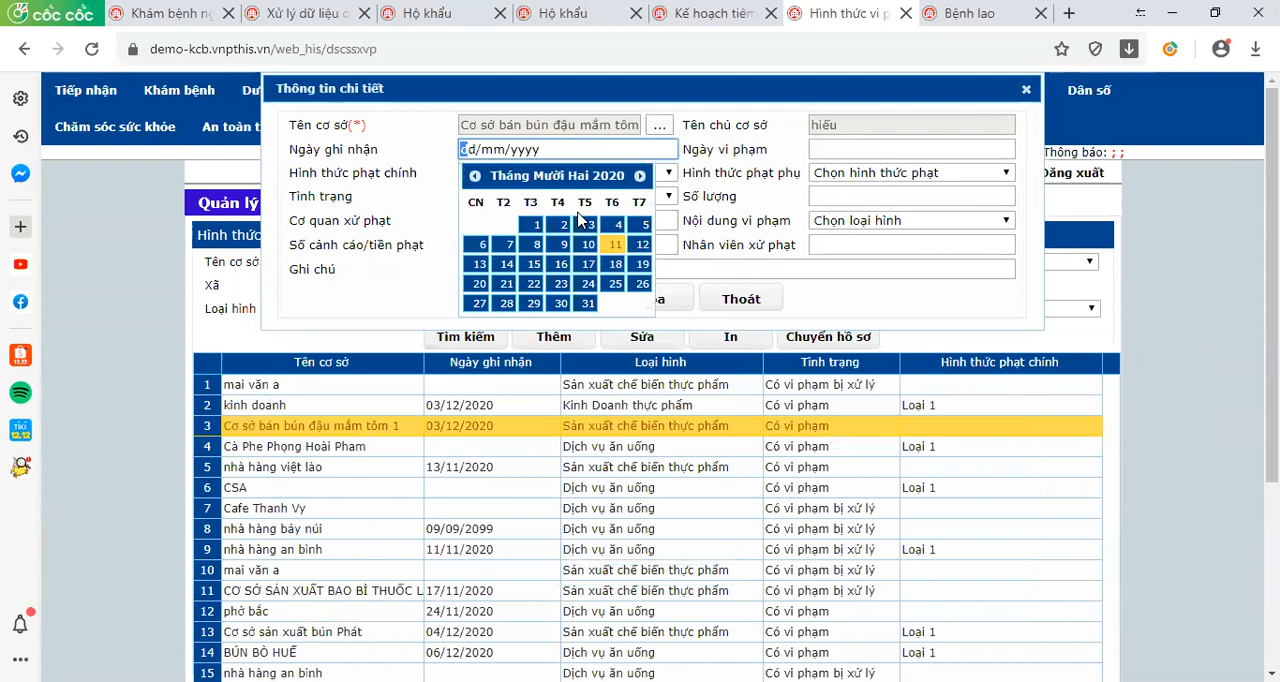 cốc cốc
Khám bệnh ng
Xử lý dữ liệu c
Hộ khẩu
Hộ khẩu
Kế hoạch tiêm
Hình thức vi p
Bệnh lao
demo-kcb.vnpthis.vn/web_his/dscssxvp
Tiếp nhận
Khám bệnh
Dư
Dân số
Chăm sóc sức khỏe
An toàn t
Thông báo: ; ;
Đăng xuất
Quản lý
Hình thức
Tên cơ sở
Xã
Loại hình
Thông tin chi tiết
Tên cơ sở(*)
Cơ sở bán bún đậu mắm tôm
...
Tên chủ cơ sở
hiếu
Ngày ghi nhận
dd/mm/yyyy
Ngày vi phạm
Hình thức phạt chính
Hình thức phạt phụ
Chọn hình thức phạt
Tình trạng
Số lượng
Cơ quan xử phạt
Nội dung vi phạm
Chọn loại hình
Số cảnh cáo/tiền phạt
Nhân viên xử phạt
Ghi chú
Thoát
Tháng Mười Hai 2020
CN T2 T3 T4 T5 T6 T7
1 2 3 4 5
6 7 8 9 10 11 12
13 14 15 16 17 18 19
20 21 22 23 24 25 26
27 28 29 30 31
Tìm kiếm
Thêm
Sửa
In
Chuyển hồ sơ
Tên cơ sở Ngày ghi nhận Loại hình Tình trạng Hình thức phạt chính
1 mai văn a Sản xuất chế biến thực phẩm Có vi phạm bị xử lý
2 kinh doanh 03/12/2020 Kinh Doanh thực phẩm Có vi phạm Loại 1
3 Cơ sở bán bún đậu mắm tôm 1 03/12/2020 Sản xuất chế biến thực phẩm Có vi phạm
4 Cà Phe Phọng Hoài Pham Dịch vụ ăn uống Có vi phạm Loại 1
5 nhà hàng việt lào 13/11/2020 Sản xuất chế biến thực phẩm Có vi phạm
6 CSA Dịch vụ ăn uống Có vi phạm Loại 1
7 Cafe Thanh Vy Dịch vụ ăn uống Có vi phạm bị xử lý
8 nhà hàng bảy núi 09/09/2099 Dịch vụ ăn uống Có vi phạm bị xử lý
9 nhà hàng an bình 11/11/2020 Dịch vụ ăn uống Có vi phạm bị xử lý Loại 1
10 mai văn a Dịch vụ ăn uống Có vi phạm bị xử lý
11 CƠ SỞ SẢN XUẤT BAO BÌ THUỐC L 17/11/2020 Dịch vụ ăn uống Có vi phạm bị xử lý
12 phở bắc 24/11/2020 Dịch vụ ăn uống Có vi phạm
13 Cơ sở sản xuất bún Phát 04/12/2020 Sản xuất chế biến thực phẩm Có vi phạm Loại 1
14 BÚN BÒ HUẾ 06/12/2020 Dịch vụ ăn uống Có vi phạm Loại 1
15 nhà hàng an bình Dịch vụ ăn uống Có vi phạm bị xử lý